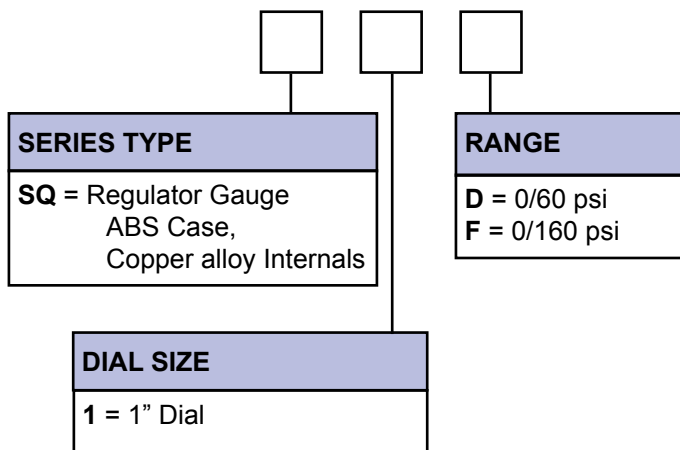 SERIES TYPE
SQ = Regulator Gauge
ABS Case,
Copper alloy Internals
RANGE
D = 0/60 psi
F = 0/160 psi
DIAL SIZE
1 = 1” Dial